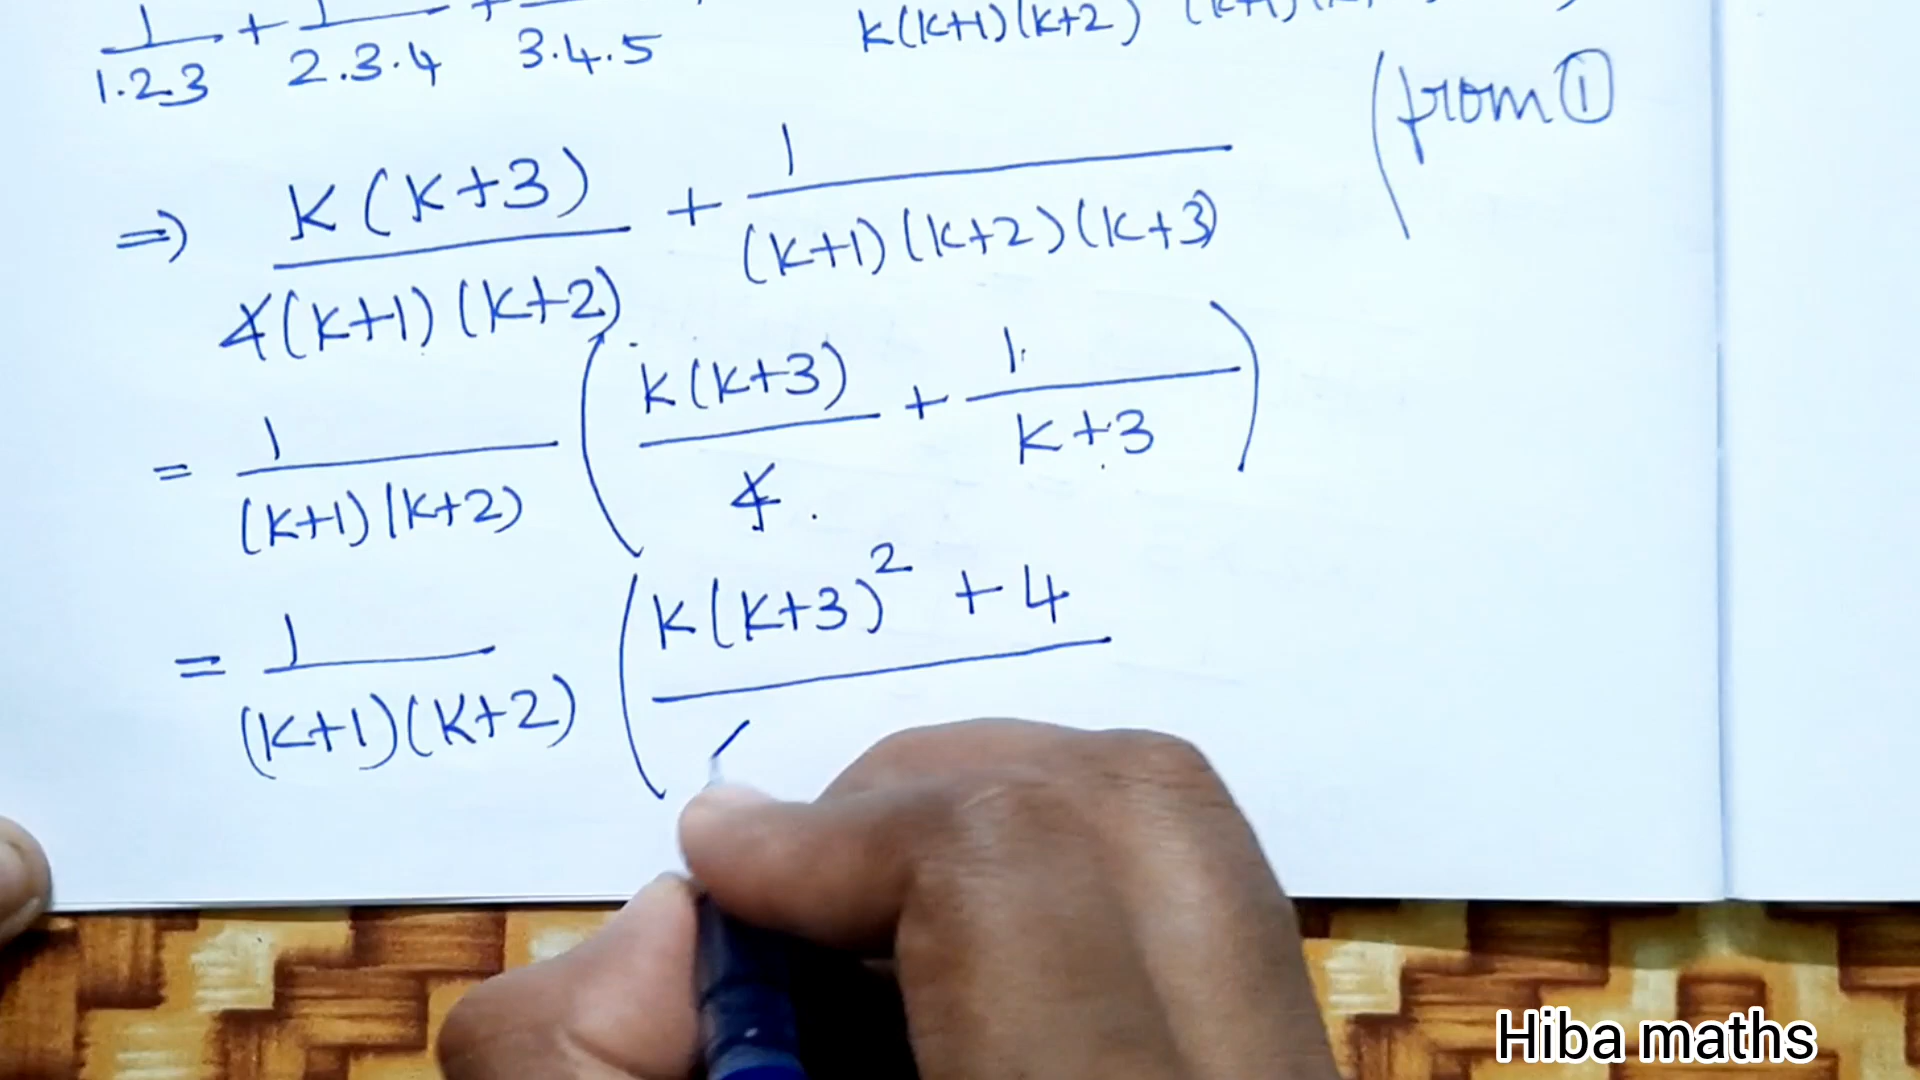 1/1.2.3 + 1/2.3.4 + /3.4.5 k(k+1)(k+2)
(from ①
⇒ k(k+3)/4(k+1)(k+2) + 1/(k+1)(k+2)(k+3)
= 1/(k+1)(k+2) (k(k+3)/4 + 1/k+3)
= 1/(k+1)(k+2) (k(k+3)² + 4/
Hiba maths